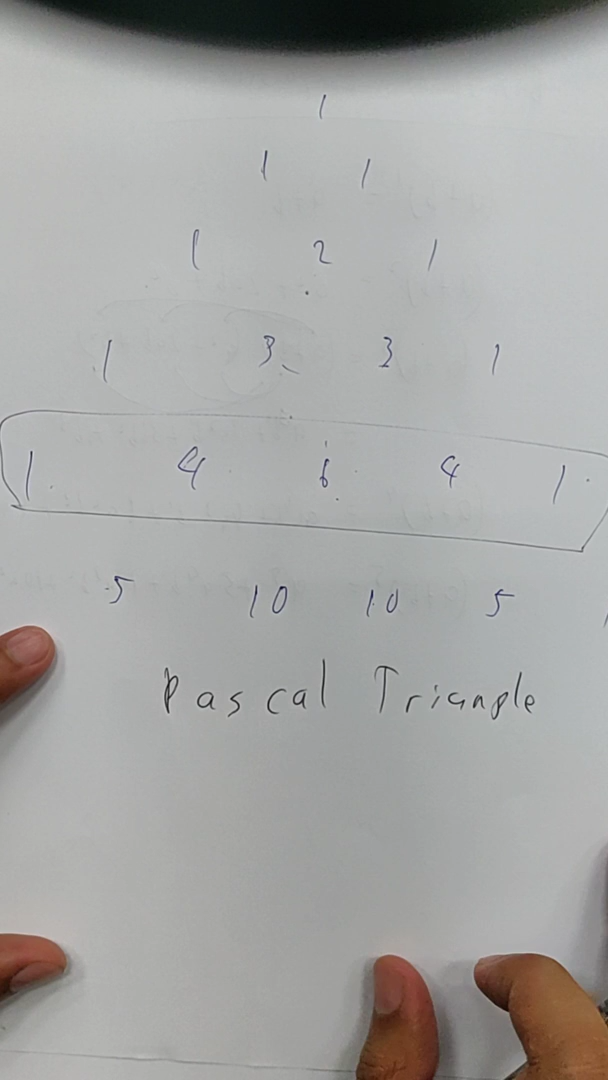 1
1 1
1 2 1
1 3 3 1
1 4 6 4 1
5 10 10 5
Pascal Triangle